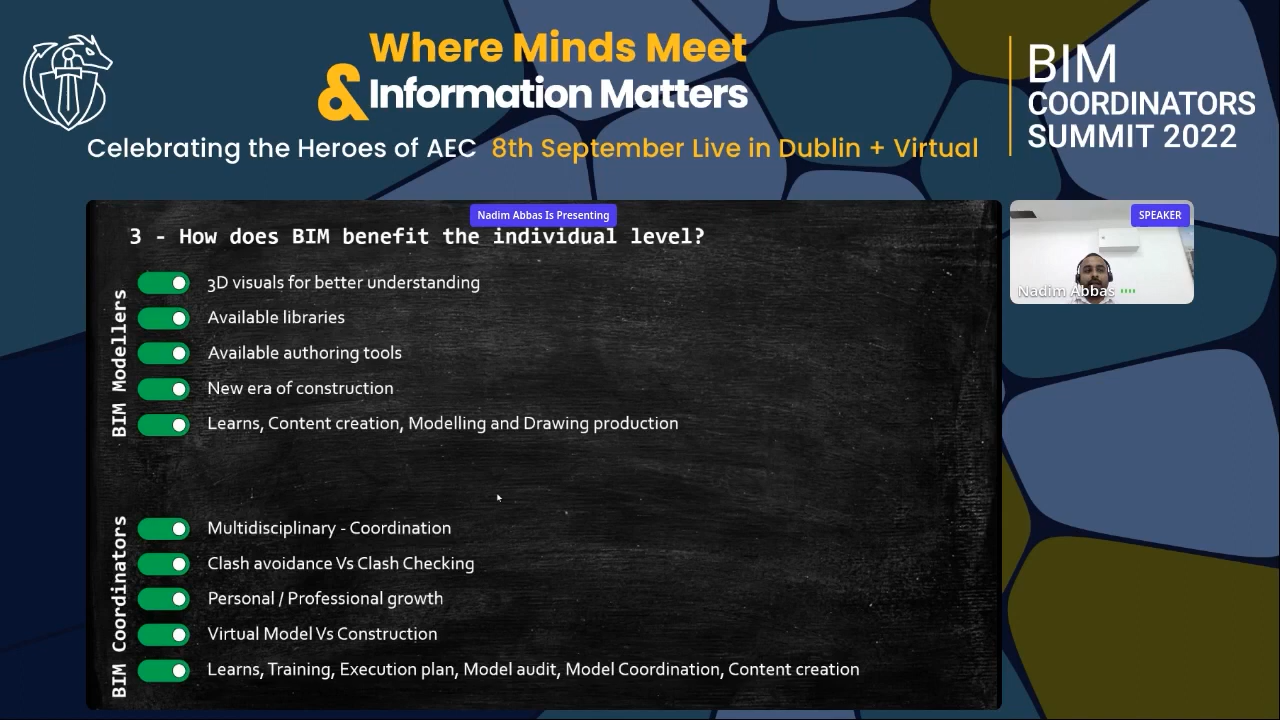 Where Minds Meet
& Information Matters
Celebrating the Heroes of AEC 8th September Live in Dublin + Virtual
BIM
COORDINATORS
SUMMIT 2022
Nadim Abbas Is Presenting
SPEAKER
Nadim Abbas
3 - How does BIM benefit the individual level?
BIM Modellers
3D visuals for better understanding
Available libraries
Available authoring tools
New era of construction
Learns, Content creation, Modelling and Drawing production
BIM Coordinators
Multidisciplinary - Coordination
Clash avoidance Vs Clash Checking
Personal / Professional growth
Virtual Model Vs Construction
Learns, Training, Execution plan, Model audit, Model Coordination, Content creation